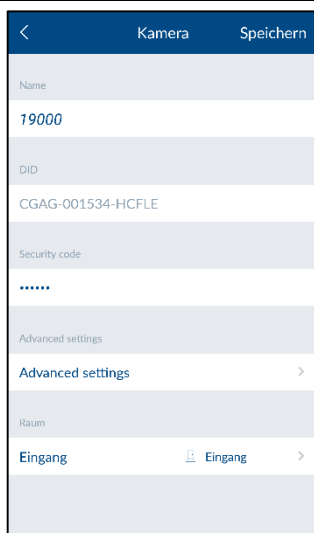 Kamera Speichern
Name
19000
DID
CGAG-001534-HCFLE
Security code
••••••
Advanced settings
Advanced settings
Raum
Eingang Eingang